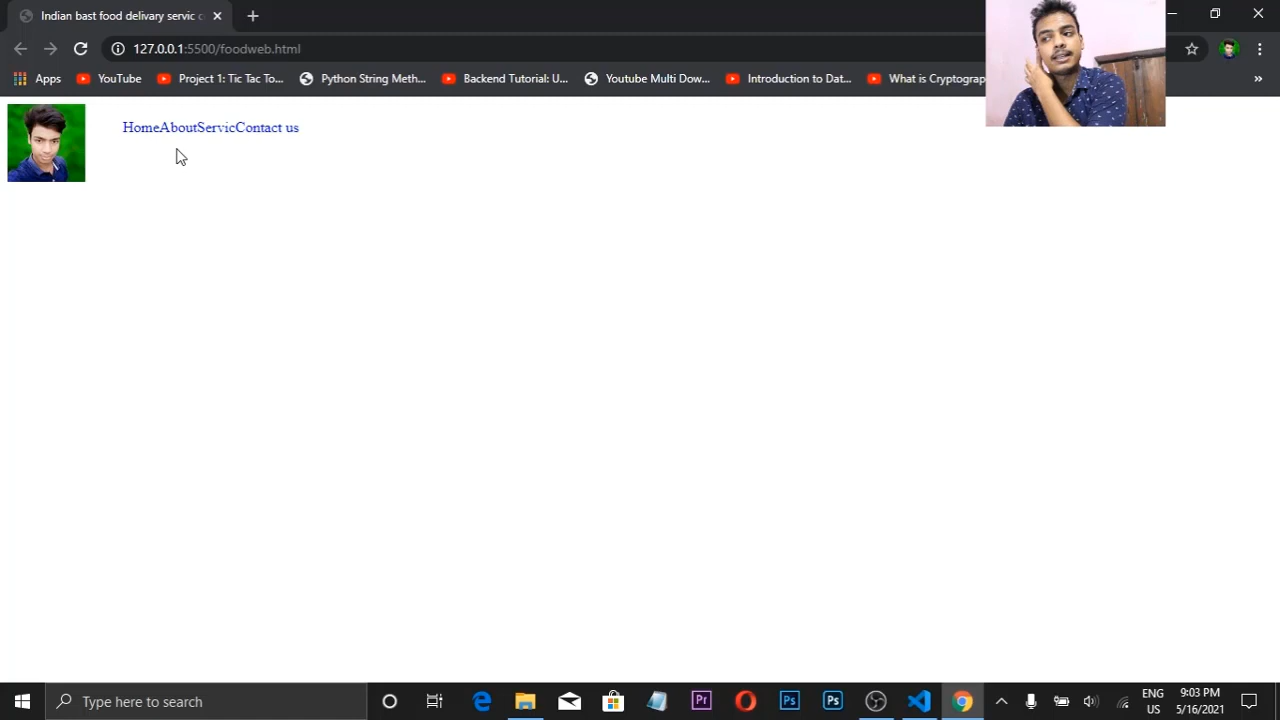 Indian bast food delivary servic c
127.0.0.1:5500/foodweb.html
Apps YouTube Project 1: Tic Tac To... Python String Meth... Backend Tutorial: U... Youtube Multi Dow... Introduction to Dat... What is Cryptograp »
HomeAboutServicContact us
Type here to search
ENG 9:03 PM
US 5/16/2021